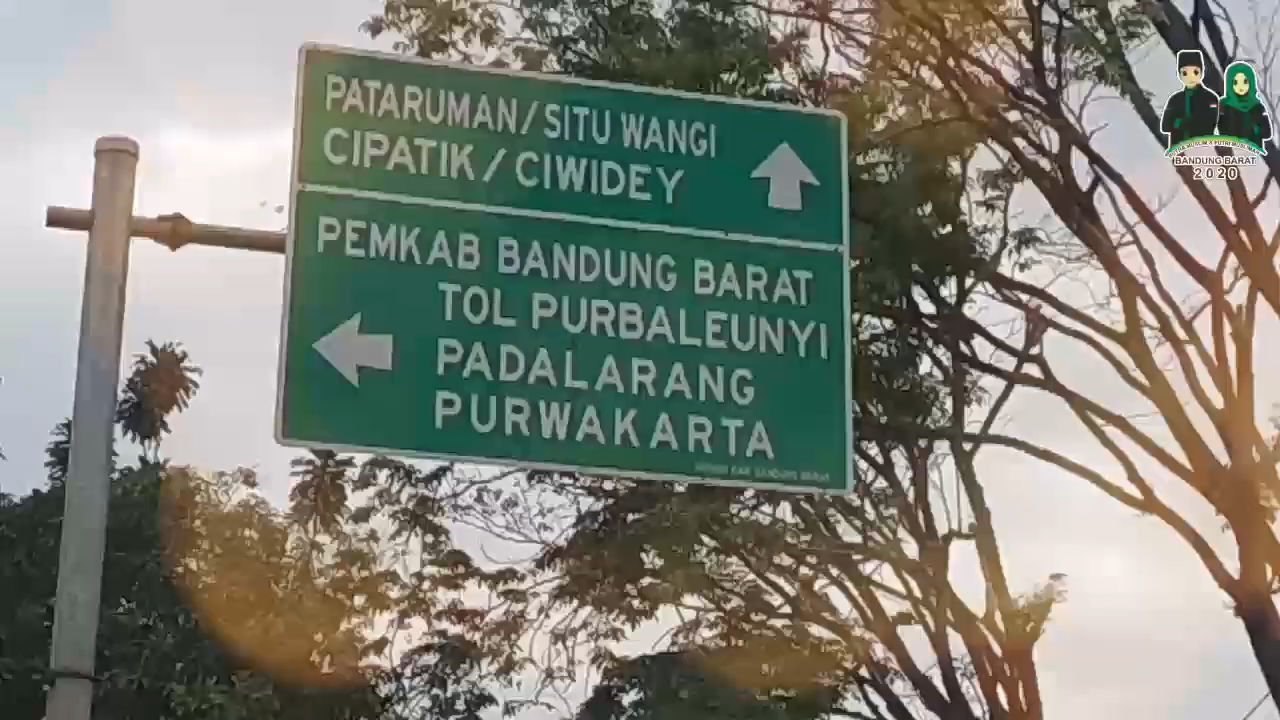 PATARUMAN/SITU WANGI
CIPATIK/CIWIDEY
PEMKAB BANDUNG BARAT
TOL PURBALEUNYI
PADALARANG
PURWAKARTA
BANDUNG BARAT
2020